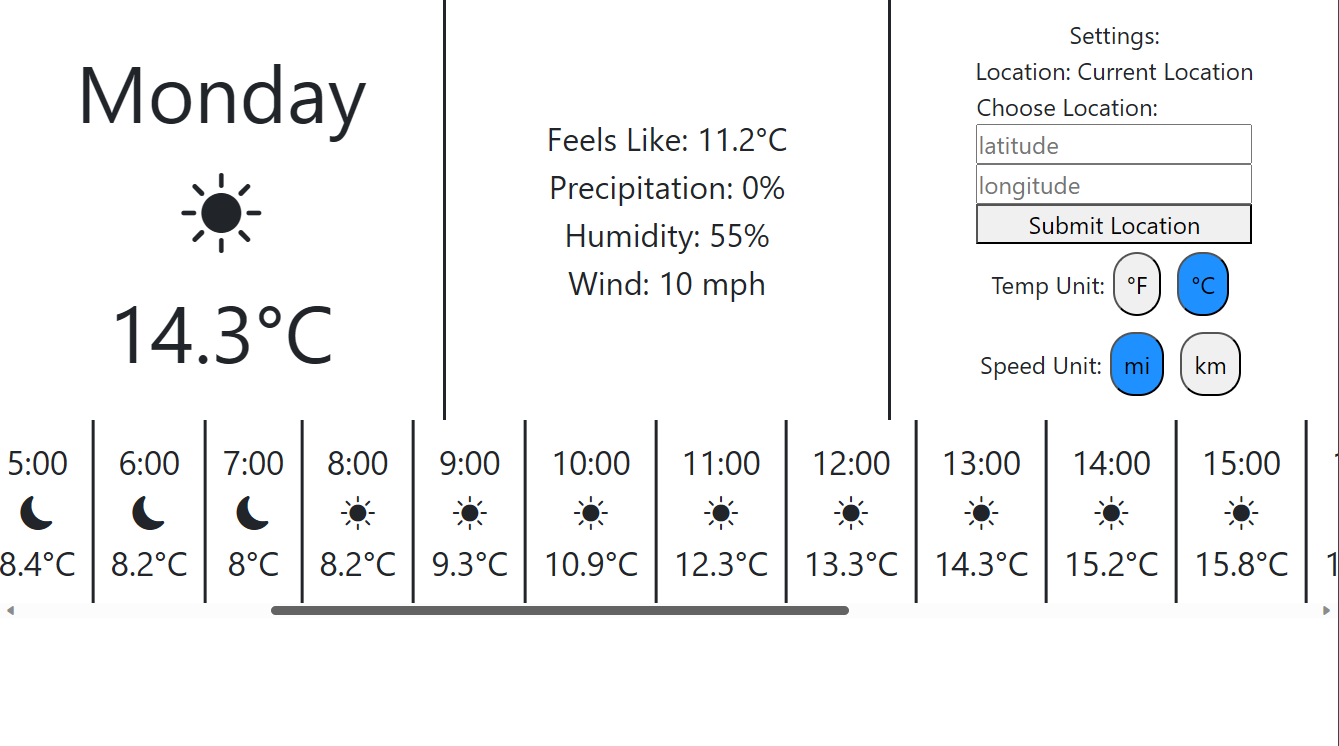 Monday
14.3°C
Feels Like: 11.2°C
Precipitation: 0%
Humidity: 55%
Wind: 10 mph
Settings:
Location: Current Location
Choose Location:
latitude
longitude
Submit Location
Temp Unit: °F °C
Speed Unit: mi km
5:00 6:00 7:00 8:00 9:00 10:00 11:00 12:00 13:00 14:00 15:00
8.4°C 8.2°C 8°C 8.2°C 9.3°C 10.9°C 12.3°C 13.3°C 14.3°C 15.2°C 15.8°C